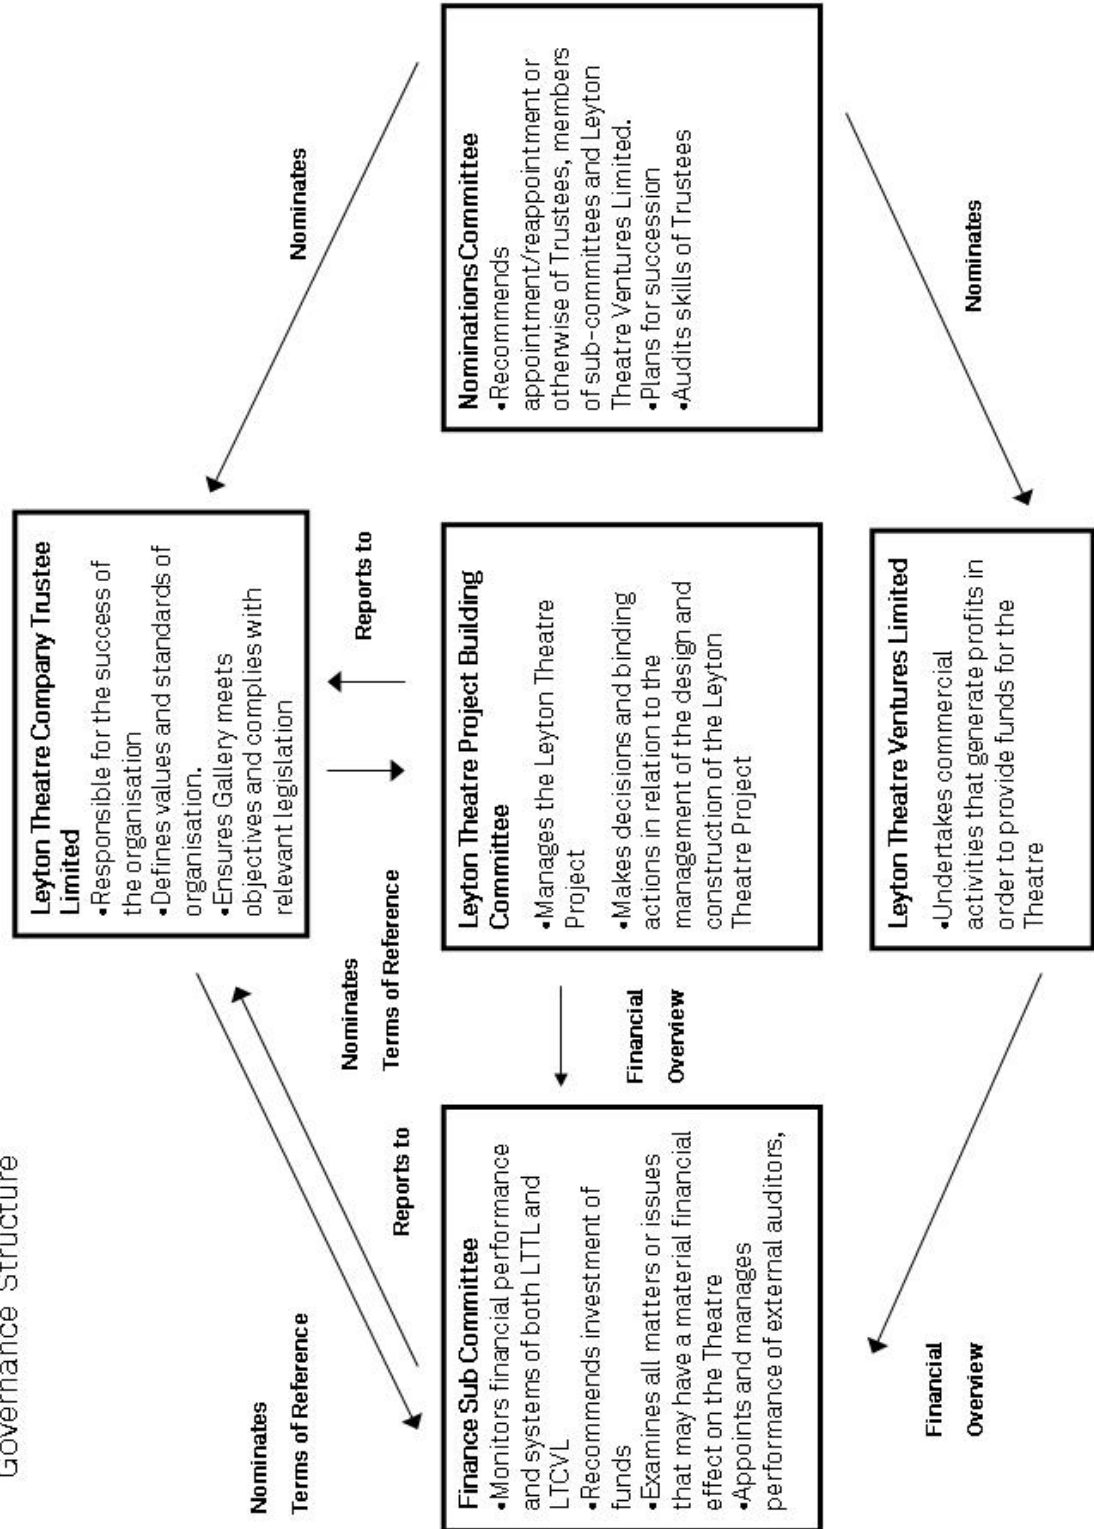 Governance Structure
Leyton Theatre Company Trustee
Limited
•Responsible for the success of
the organisation
•Defines values and standards of
organisation.
•Ensures Gallery meets
objectives and complies with
relevant legislation
Nominates
Terms of Reference
Reports to
Nominates
Terms of Reference
Reports to
Nominates
Finance Sub Committee
•Monitors financial performance
and systems of both LTTL and
LTCVL
•Recommends investment of
funds
•Examines all matters or issues
that may have a material financial
effect on the Theatre
•Appoints and manages
performance of external auditors,
Financial
Overview
Leyton Theatre Project Building
Committee
•Manages the Leyton Theatre
Project
•Makes decisions and binding
actions in relation to the
management of the design and
construction of the Leyton
Theatre Project
Nominations Committee
•Recommends
appointment/reappointment or
otherwise of Trustees, members
of sub-committees and Leyton
Theatre Ventures Limited.
•Plans for succession
•Audits skills of Trustees
Financial
Overview
Leyton Theatre Ventures Limited
•Undertakes commercial
activities that generate profits in
order to provide funds for the
Theatre
Nominates